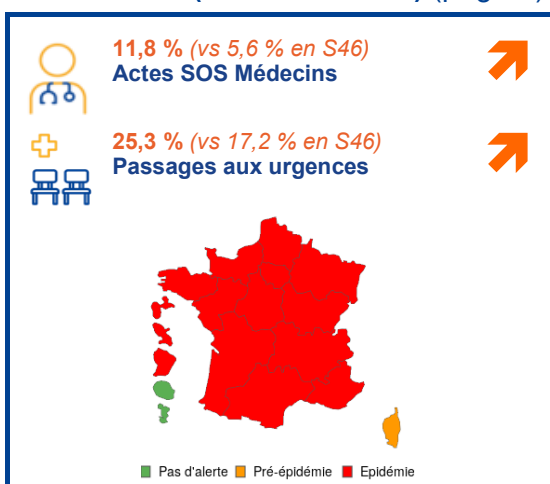 11,8 % (vs 5,6 % en S46)
Actes SOS Médecins
25,3 % (vs 17,2 % en S46)
Passages aux urgences
Pas d'alerte Pré-épidémie Epidémie